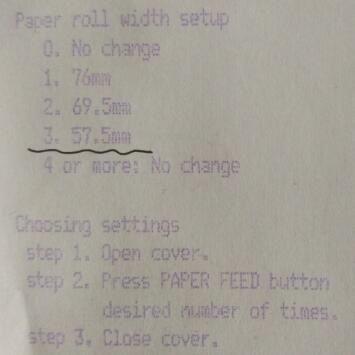 Paper roll width setup
0. No change
1. 76mm
2. 69.5mm
3. 57.5mm
4 or more: No change
Choosing settings
step 1. Open cover.
step 2. Press PAPER FEED button
desired number of times.
step 3. Close cover.